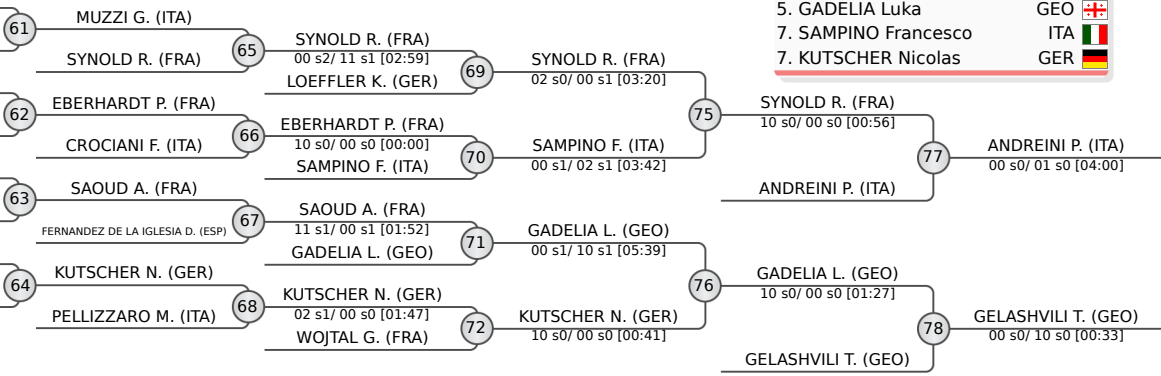 5. GADELIA Luka GEO
7. SAMPINO Francesco ITA
7. KUTSCHER Nicolas GER
61
MUZZI G. (ITA)
SYNOLD R. (FRA)
65
SYNOLD R. (FRA)
00 s2/ 11 s1 [02:59]
LOEFFLER K. (GER)
69
SYNOLD R. (FRA)
02 s0/ 00 s1 [03:20]
62
EBERHARDT P. (FRA)
CROCIANI F. (ITA)
66
EBERHARDT P. (FRA)
10 s0/ 00 s0 [00:00]
SAMPINO F. (ITA)
70
SAMPINO F. (ITA)
00 s1/ 02 s1 [03:42]
75
SYNOLD R. (FRA)
10 s0/ 00 s0 [00:56]
ANDREINI P. (ITA)
77
ANDREINI P. (ITA)
00 s0/ 01 s0 [04:00]
63
SAOUD A. (FRA)
FERNANDEZ DE LA IGLESIA D. (ESP)
67
SAOUD A. (FRA)
11 s1/ 00 s1 [01:52]
GADELIA L. (GEO)
71
GADELIA L. (GEO)
00 s1/ 10 s1 [05:39]
64
KUTSCHER N. (GER)
PELLIZZARO M. (ITA)
68
KUTSCHER N. (GER)
02 s1/ 00 s0 [01:47]
WOJTAL G. (FRA)
72
KUTSCHER N. (GER)
10 s0/ 00 s0 [00:41]
76
GADELIA L. (GEO)
10 s0/ 00 s0 [01:27]
GELASHVILI T. (GEO)
78
GELASHVILI T. (GEO)
00 s0/ 10 s0 [00:33]